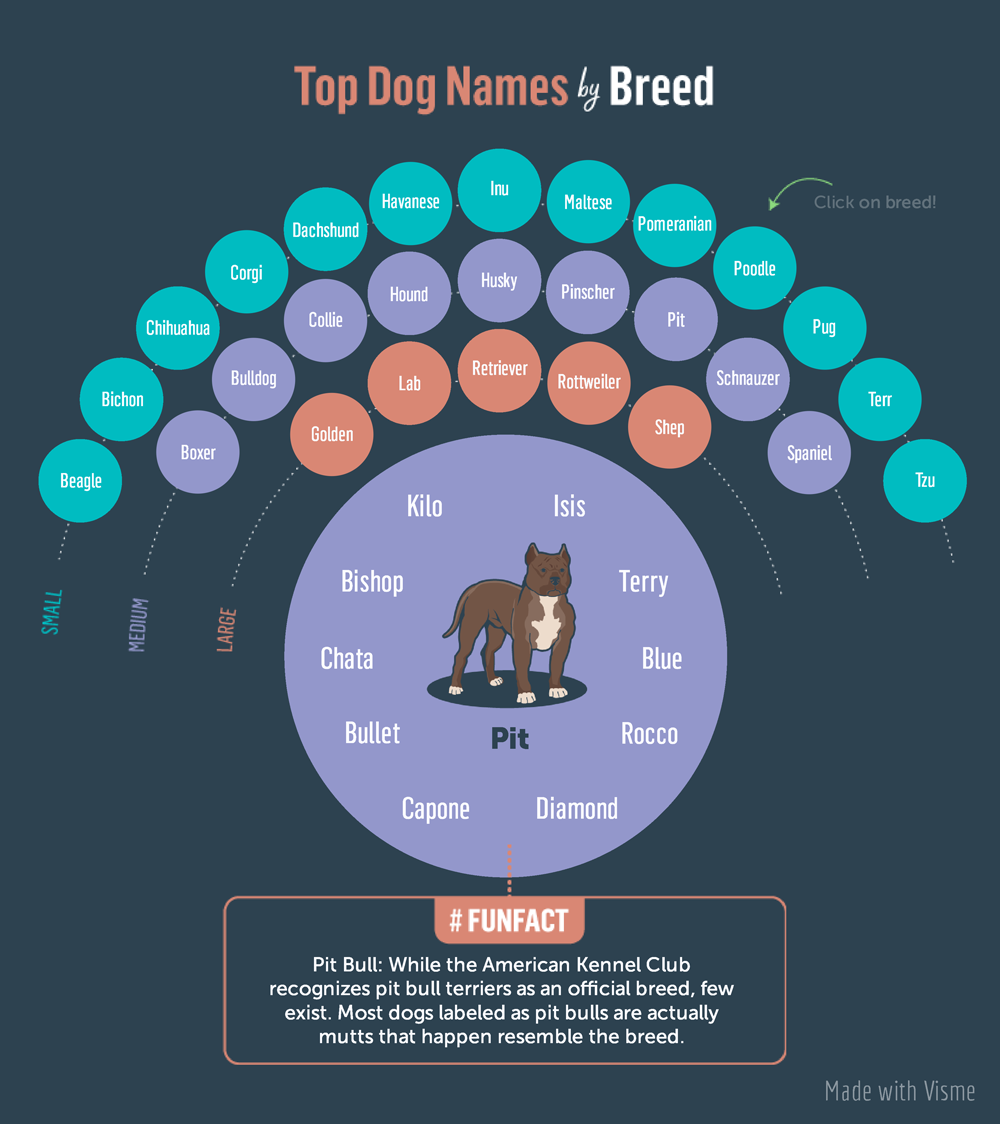 Top Dog Names by Breed
Click on breed!
Beagle
Bichon
Chihuahua
Corgi
Dachshund
Havanese
Inu
Maltese
Pomeranian
Poodle
Pug
Terr
Tzu
Boxer
Bulldog
Collie
Hound
Husky
Pinscher
Pit
Schnauzer
Spaniel
Golden
Lab
Retriever
Rottweiler
Shep
SMALL
MEDIUM
LARGE
Kilo
Isis
Bishop
Terry
Chata
Blue
Bullet
Rocco
Capone
Diamond
Pit
# FUNFACT
Pit Bull: While the American Kennel Club
recognizes pit bull terriers as an official breed, few
exist. Most dogs labeled as pit bulls are actually
mutts that happen resemble the breed.
Made with Visme